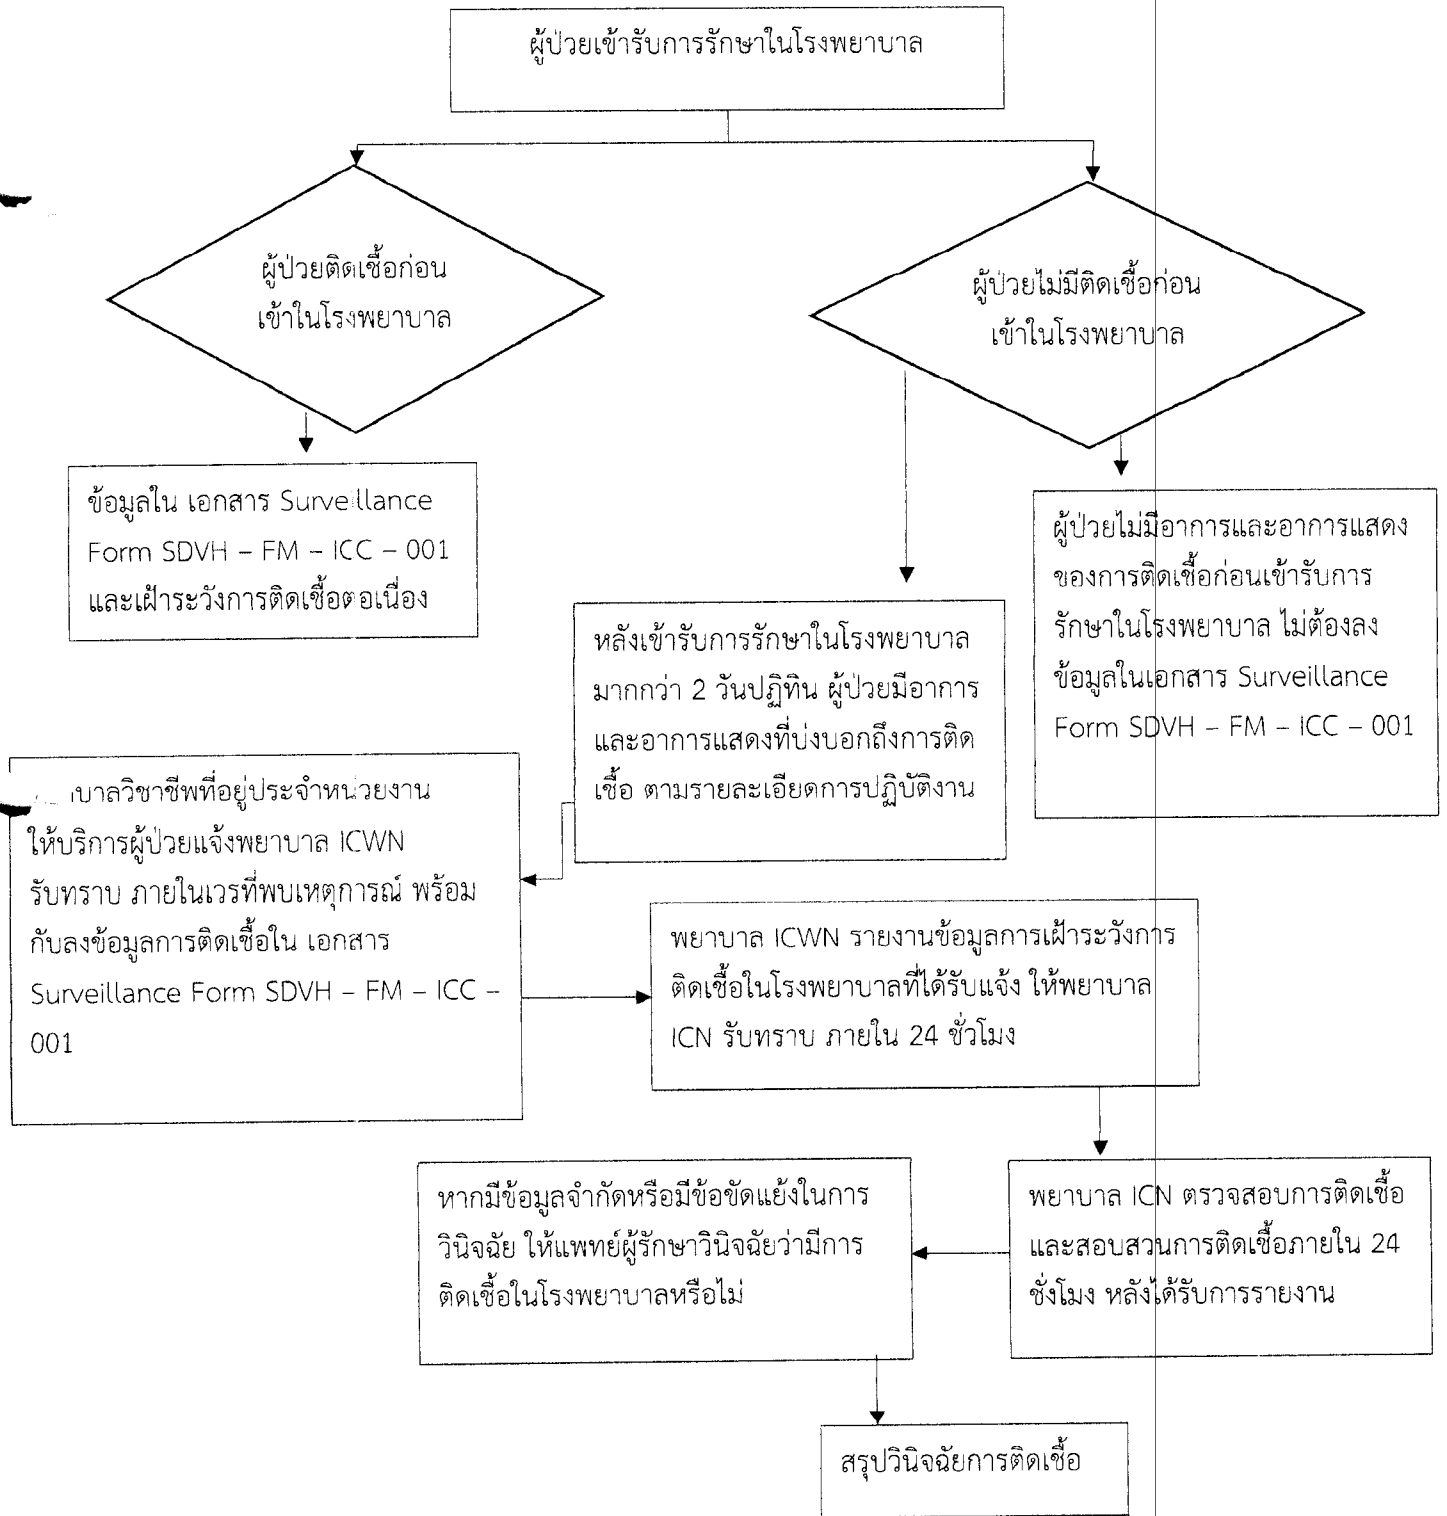 ผู้ป่วยเข้ารับการรักษาในโรงพยาบาล
ผู้ป่วยติดเชื้อก่อน
เข้าในโรงพยาบาล
ผู้ป่วยไม่มีติดเชื้อก่อน
เข้าในโรงพยาบาล
ข้อมูลใน เอกสาร Surveillance
Form SDVH – FM – ICC – 001
และเฝ้าระวังการติดเชื้อตอเนื่อง
ผู้ป่วยไม่มีอาการและอาการแสดง
ของการติดเชื้อก่อนเข้ารับการ
รักษาในโรงพยาบาล ไม่ต้องลง
ข้อมูลในเอกสาร Surveillance
Form SDVH – FM – ICC – 001
หลังเข้ารับการรักษาในโรงพยาบาล
มากกว่า 2 วันปฏิทิน ผู้ป่วยมีอาการ
และอาการแสดงที่บ่งบอกถึงการติด
เชื้อ ตามรายละเอียดการปฏิบัติงาน
บาลวิชาชีพที่อยู่ประจำหน่วยงาน
ให้บริการผู้ป่วยแจ้งพยาบาล ICWN
รับทราบ ภายในเวรที่พบเหตุการณ์ พร้อม
กับลงข้อมูลการติดเชื้อใน เอกสาร
Surveillance Form SDVH – FM – ICC –
001
พยาบาล ICWN รายงานข้อมูลการเฝ้าระวังการ
ติดเชื้อในโรงพยาบาลที่ได้รับแจ้ง ให้พยาบาล
ICN รับทราบ ภายใน 24 ชั่วโมง
พยาบาล ICN ตรวจสอบการติดเชื้อ
และสอบสวนการติดเชื้อภายใน 24
ชั่งโมง หลังได้รับการรายงาน
หากมีข้อมูลจำกัดหรือมีข้อขัดแย้งในการ
วินิจฉัย ให้แพทย์ผู้รักษาวินิจฉัยว่ามีการ
ติดเชื้อในโรงพยาบาลหรือไม่
สรุปวินิจฉัยการติดเชื้อ